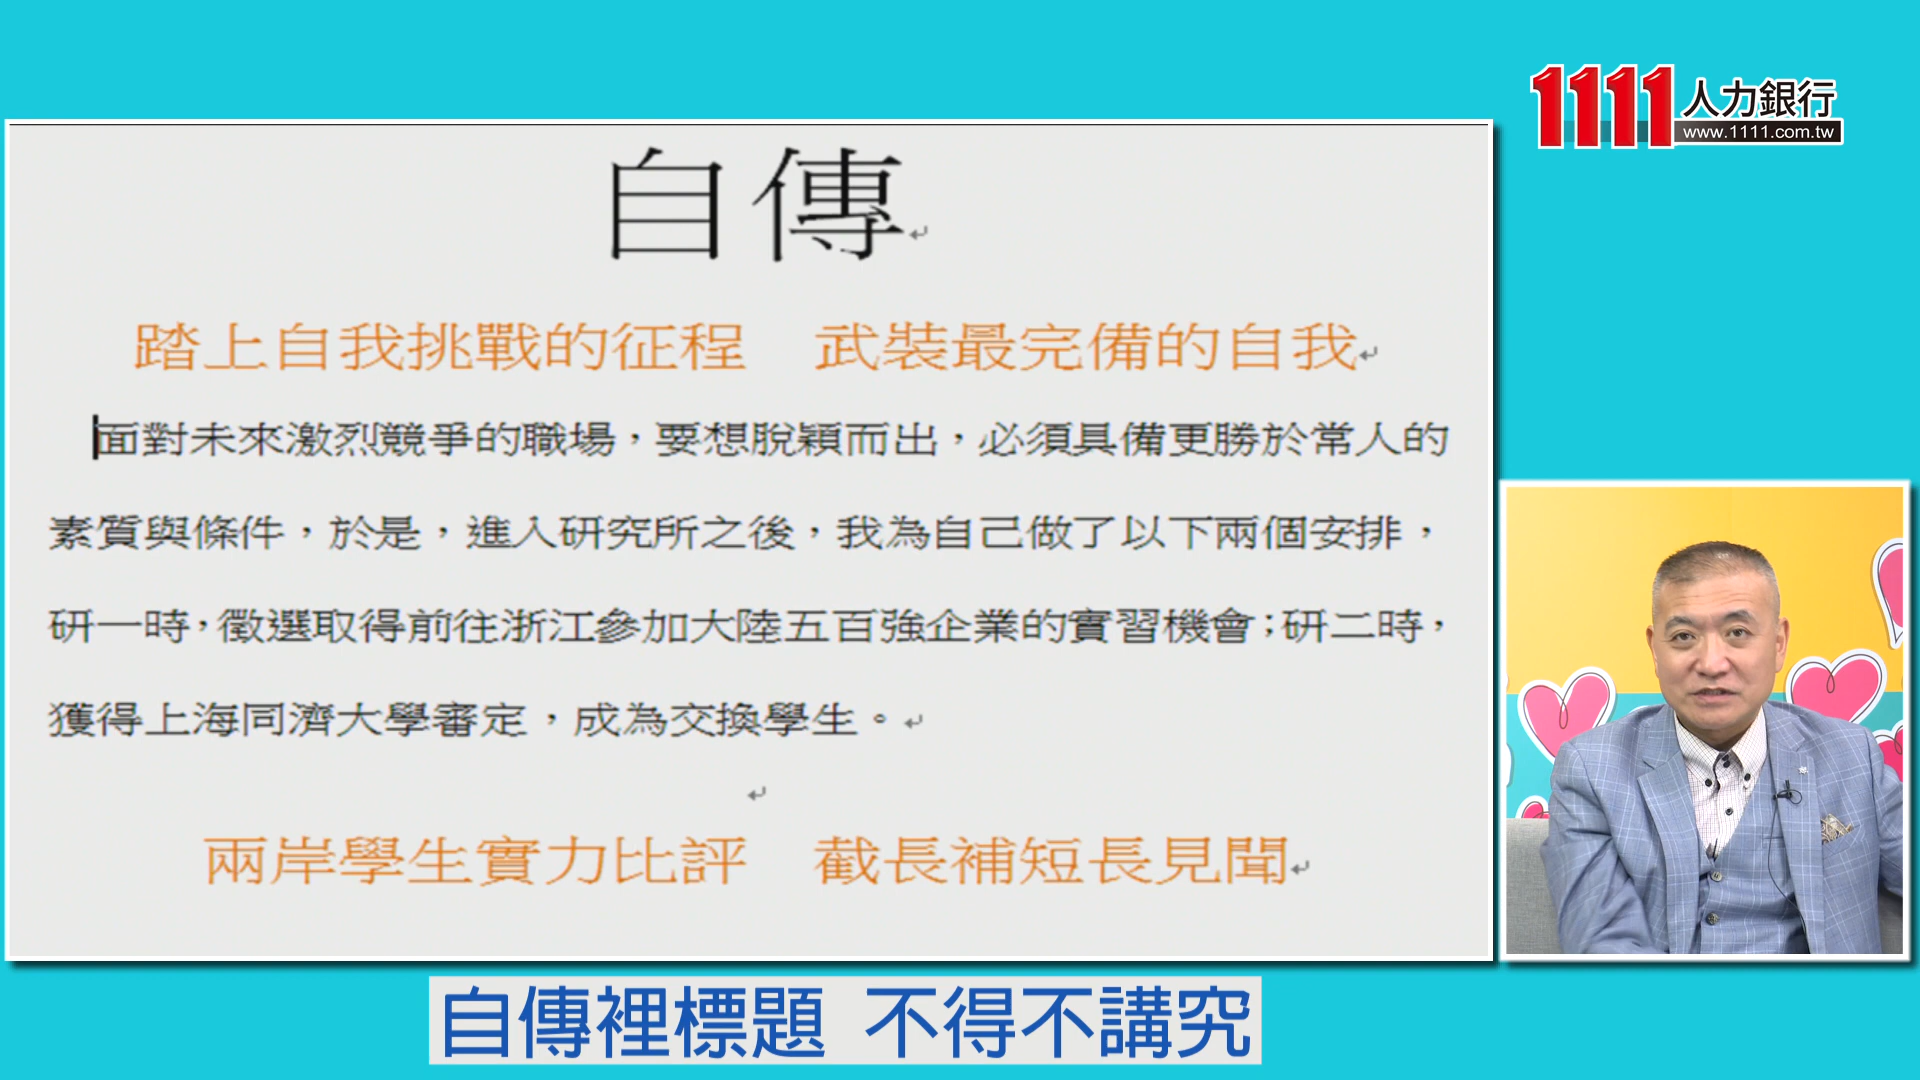 1111 人力銀行
www.1111.com.tw
自傳
踏上自我挑戰的征程　武裝最完備的自我
面對未來激烈競爭的職場，要想脫穎而出，必須具備更勝於常人的
素質與條件，於是，進入研究所之後，我為自己做了以下兩個安排，
研一時，徵選取得前往浙江參加大陸五百強企業的實習機會；研二時，
獲得上海同濟大學審定，成為交換學生。
兩岸學生實力比評　截長補短長見聞
自傳裡標題 不得不講究